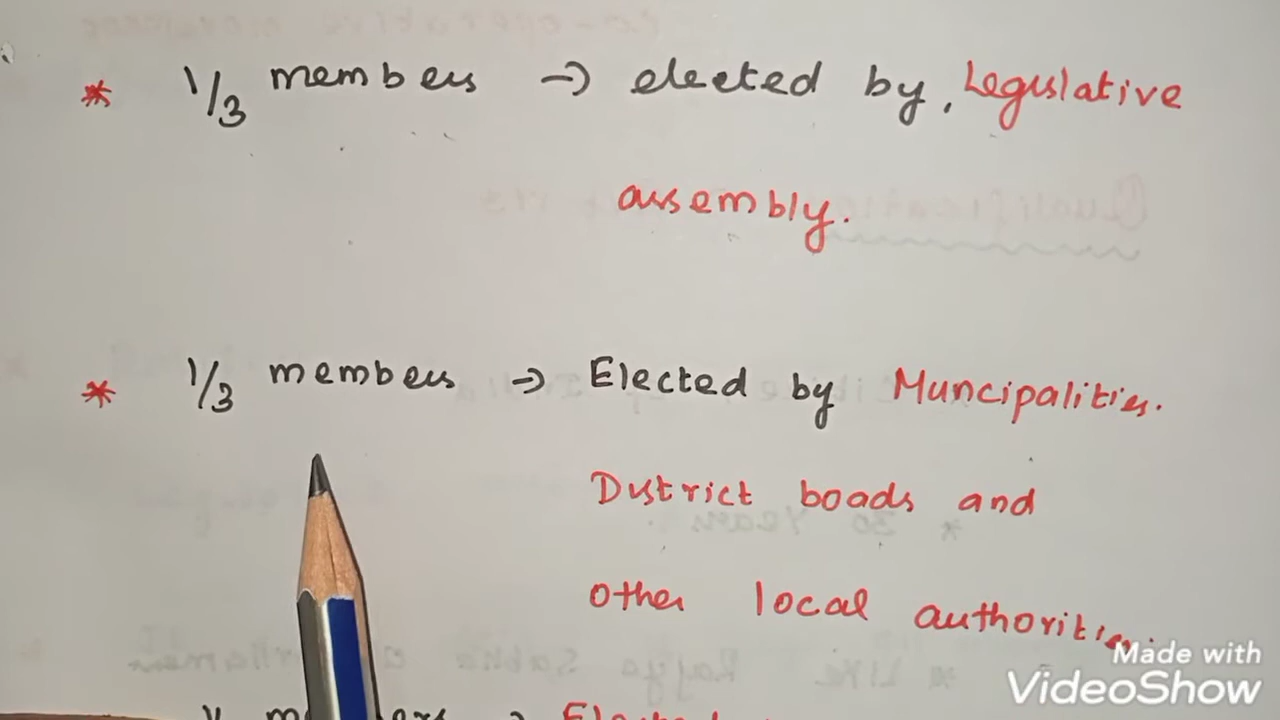 * 1/3 members → elected by, Legislative
assembly.
* 1/3 members → Elected by Muncipalities.
District boads and
other local authorities.
Made with
VideoShow